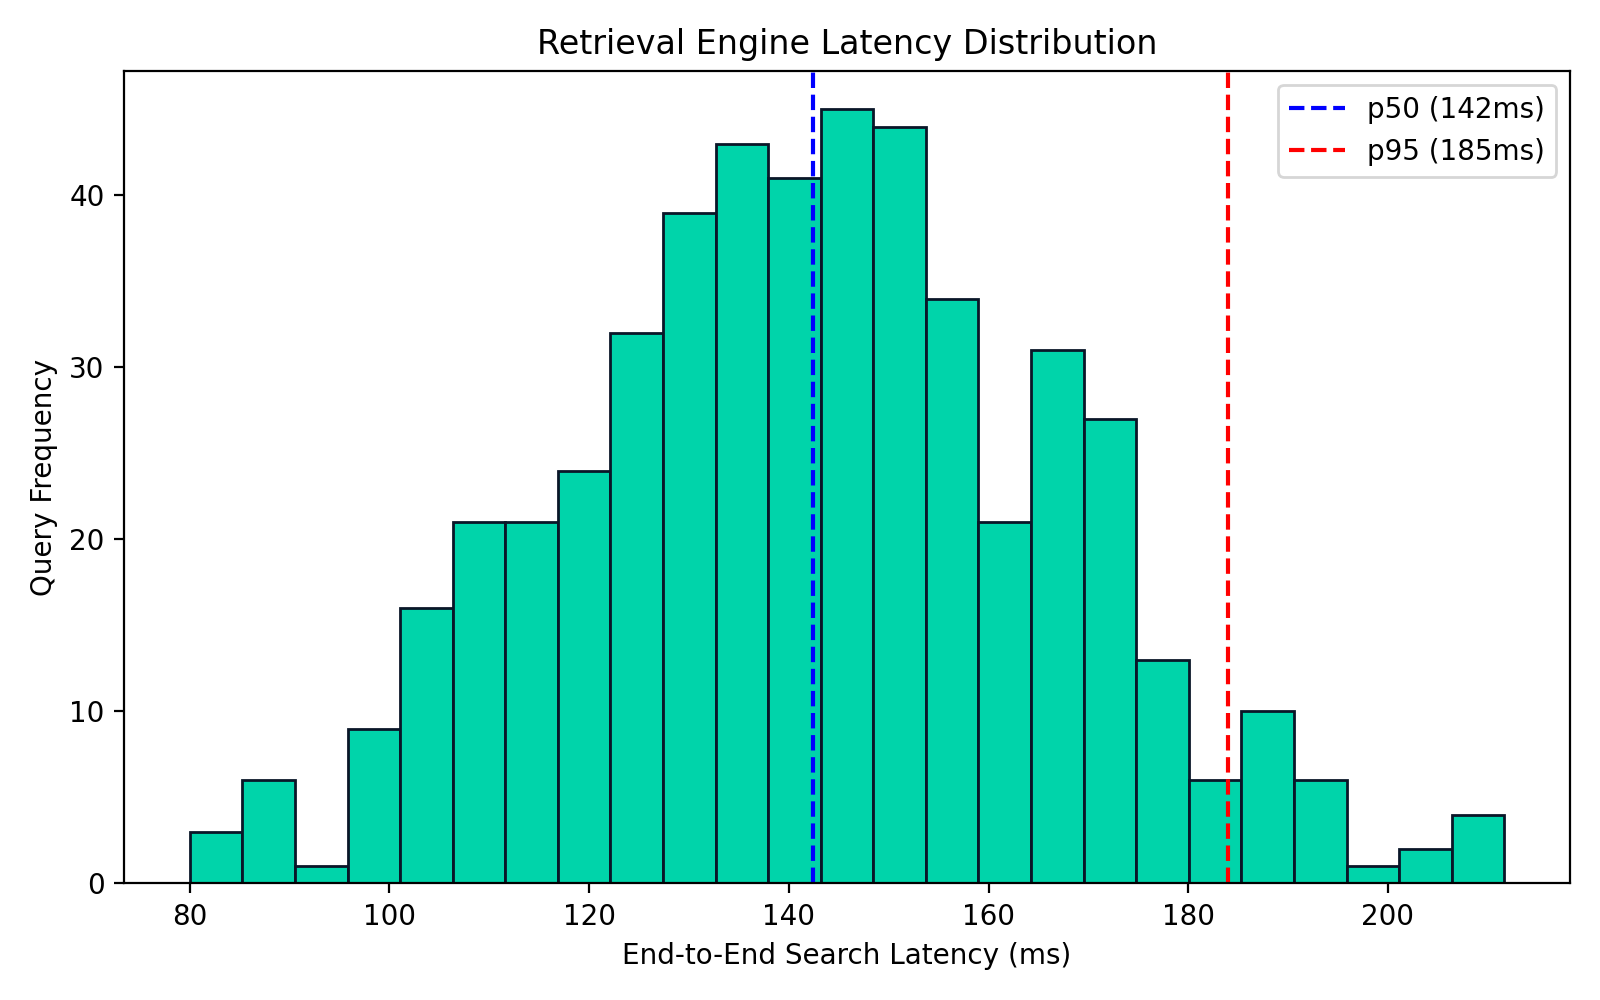 Retrieval Engine Latency Distribution
p50 (142ms)
p95 (185ms)
Query Frequency
40
30
20
10
0
80 100 120 140 160 180 200
End-to-End Search Latency (ms)